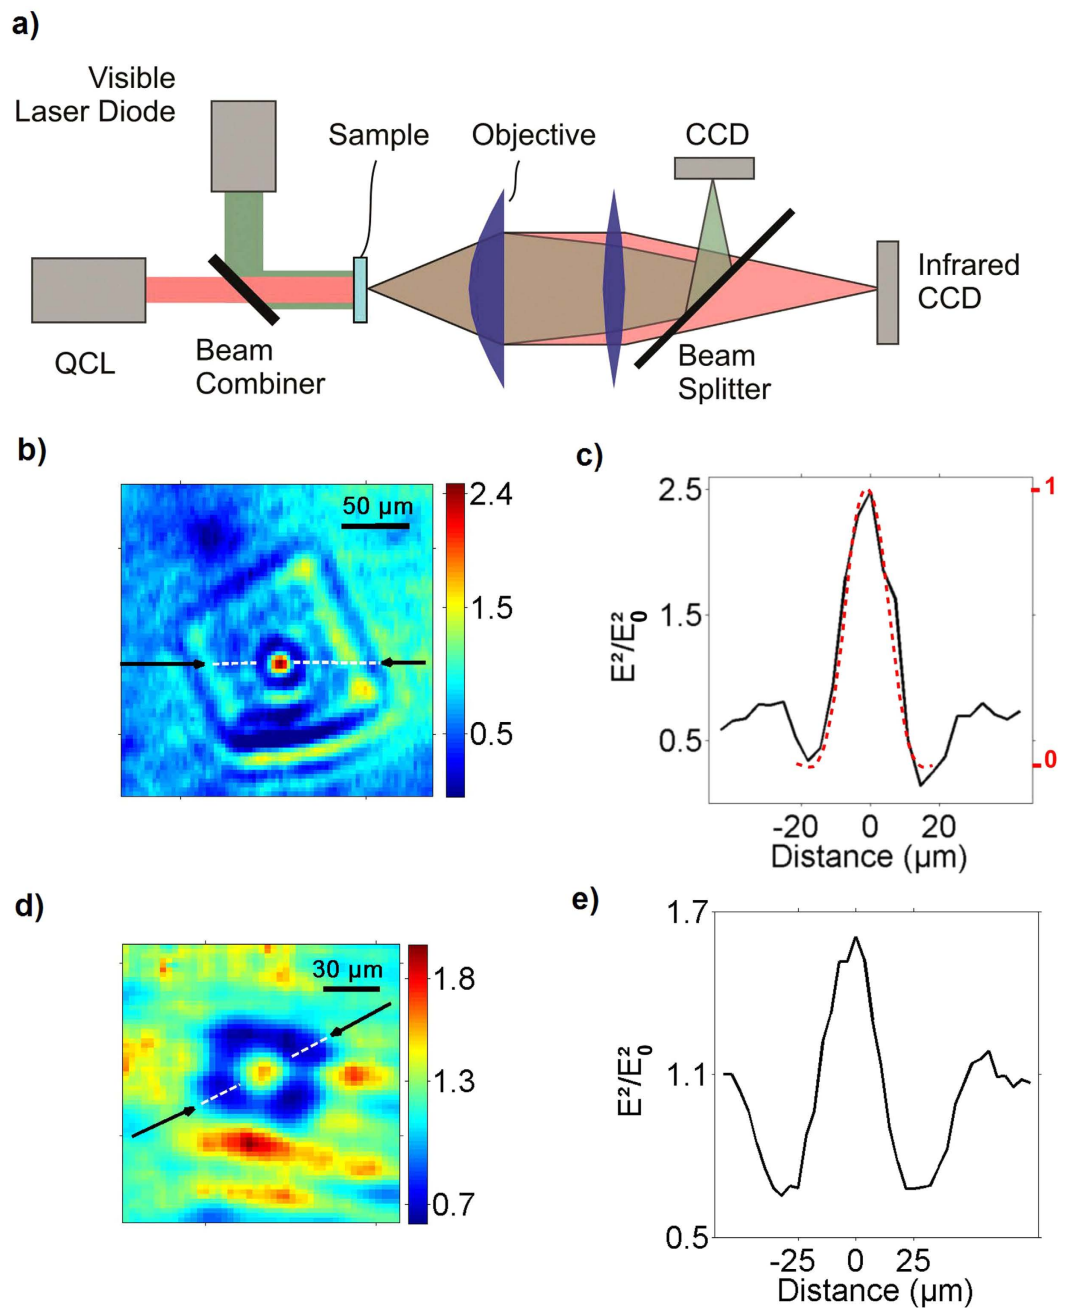 a)
Visible
Laser Diode
Sample
Objective
CCD
Infrared
CCD
QCL
Beam
Combiner
Beam
Splitter
b)
50 µm
2.4
1.5
0.5
c)
2.5
1.5
0.5
E²/E₀²
1
0
-20 0 20
Distance (µm)
d)
30 µm
1.8
1.3
0.7
e)
1.7
1.1
0.5
E²/E₀²
-25 0 25
Distance (µm)